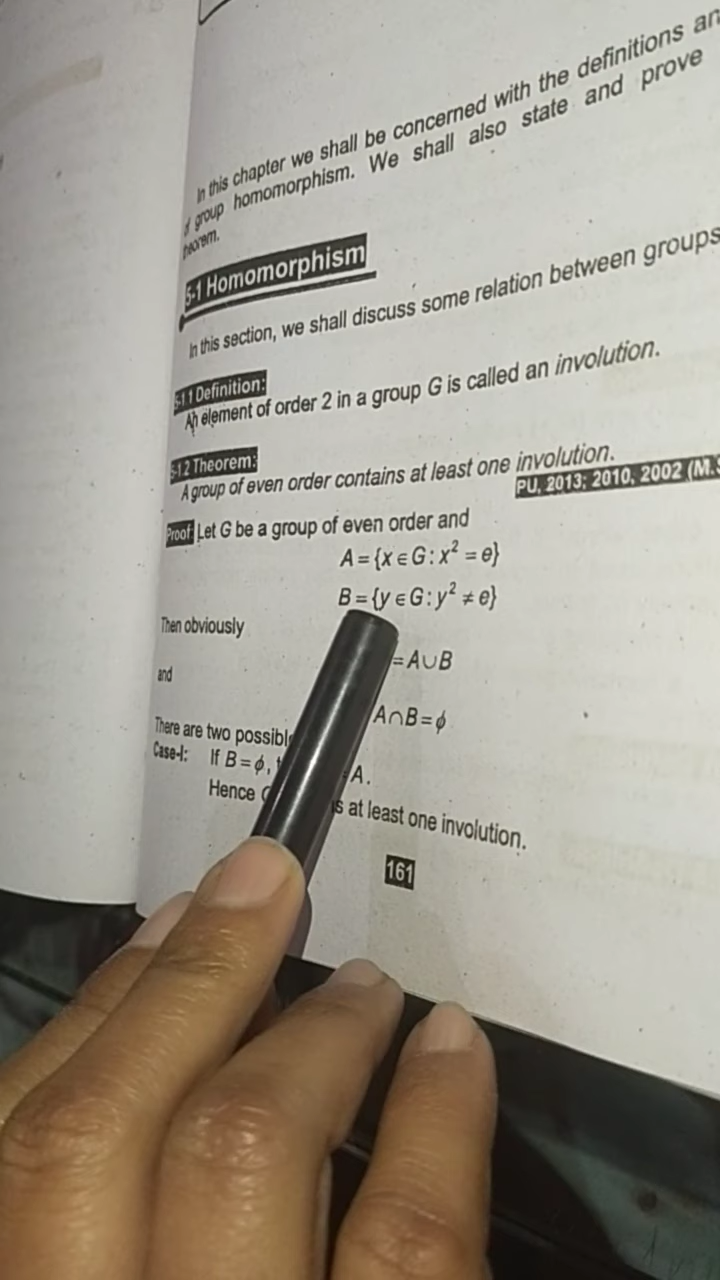 In this chapter we shall be concerned with the definitions an
of group homomorphism. We shall also state and prove
theorem.
5-1 Homomorphism
In this section, we shall discuss some relation between groups
5-1.1 Definition:
An element of order 2 in a group G is called an involution.
5-1.2 Theorem:
A group of even order contains at least one involution.
PU, 2013; 2010, 2002 (M.S
Proof Let G be a group of even order and
A = {x ∈ G : x² = e}
B = {y ∈ G : y² ≠ e}
Then obviously
= A∪B
and
A∩B = ϕ
There are two possibl
Case-I: If B = ϕ, A.
Hence s at least one involution.
161